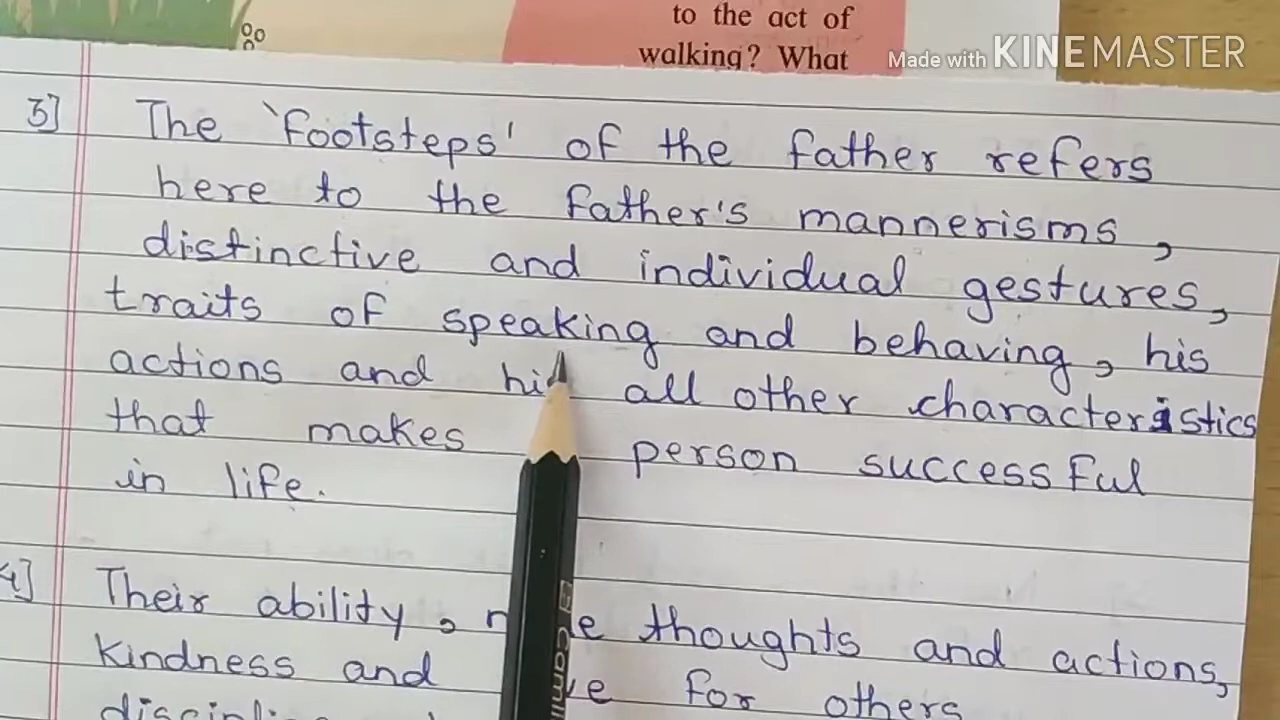 to the act of
walking? What
Made with KINEMASTER
3] The 'footsteps' of the father refers
here to the father's mannerisms,
distinctive and individual gestures,
traits of speaking and behaving, his
actions and all other characteristics
that makes person successful
in life.
4] Their ability, thoughts and actions,
kindness and for others